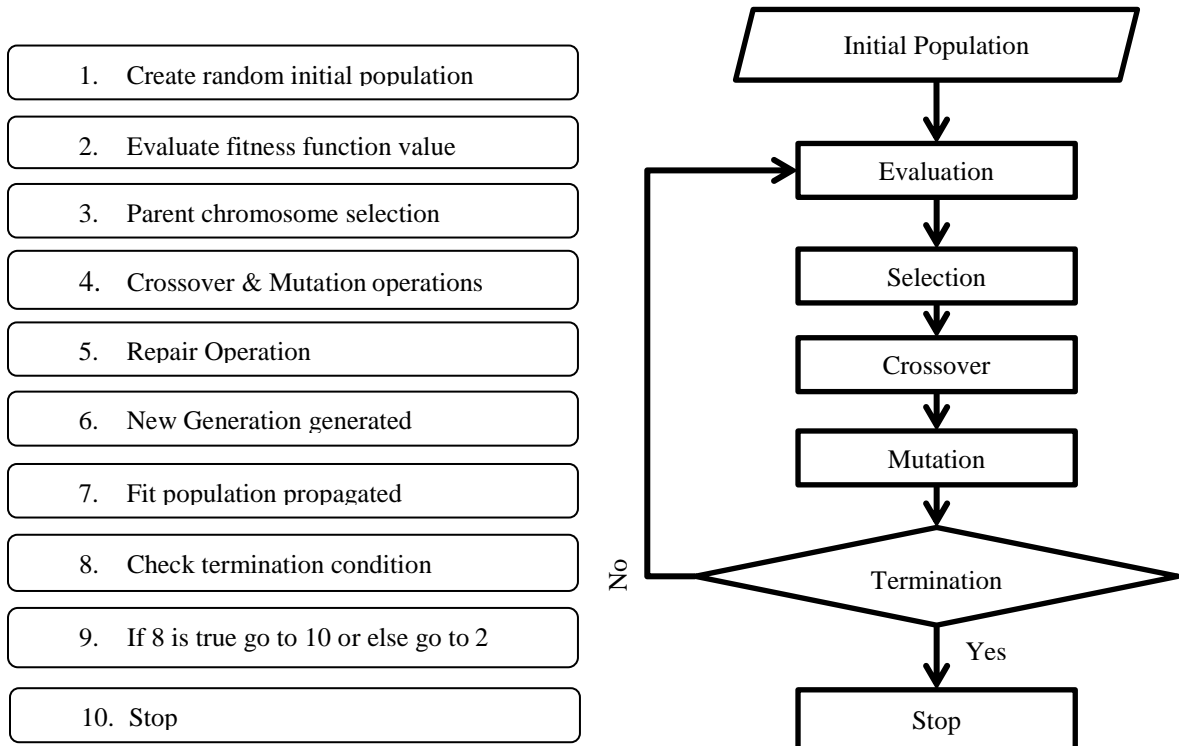 1. Create random initial population
2. Evaluate fitness function value
3. Parent chromosome selection
4. Crossover & Mutation operations
5. Repair Operation
6. New Generation generated
7. Fit population propagated
8. Check termination condition
9. If 8 is true go to 10 or else go to 2
10. Stop
Initial Population
Evaluation
Selection
Crossover
Mutation
Termination
No
Yes
Stop